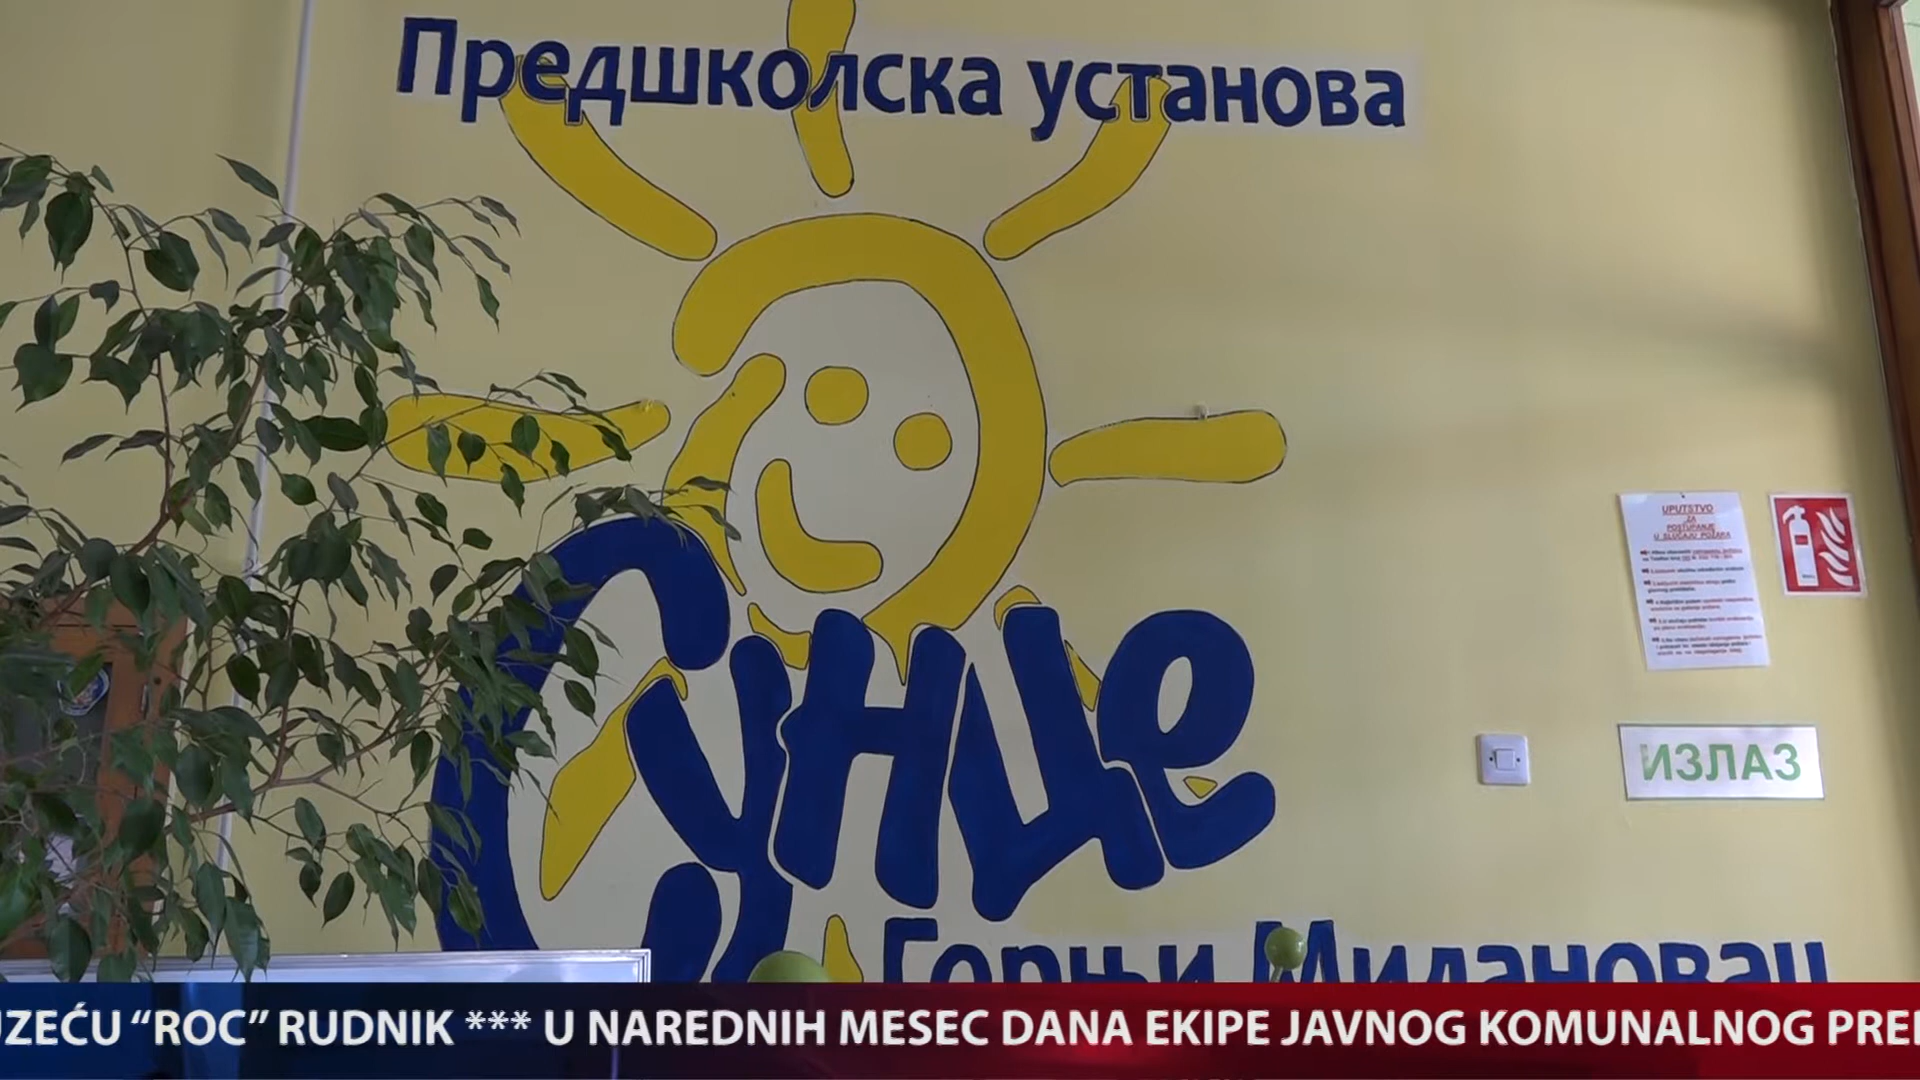 Предшколска установа
Сунце
Горњи Милановац
UPUTSTVO
ZA
POSTUPANJE
U SLUČAJU POŽARA
ИЗЛАЗ
UZEĆU “ROC” RUDNIK *** U NAREDNIH MESEC DANA EKIPE JAVNOG KOMUNALNOG PRE